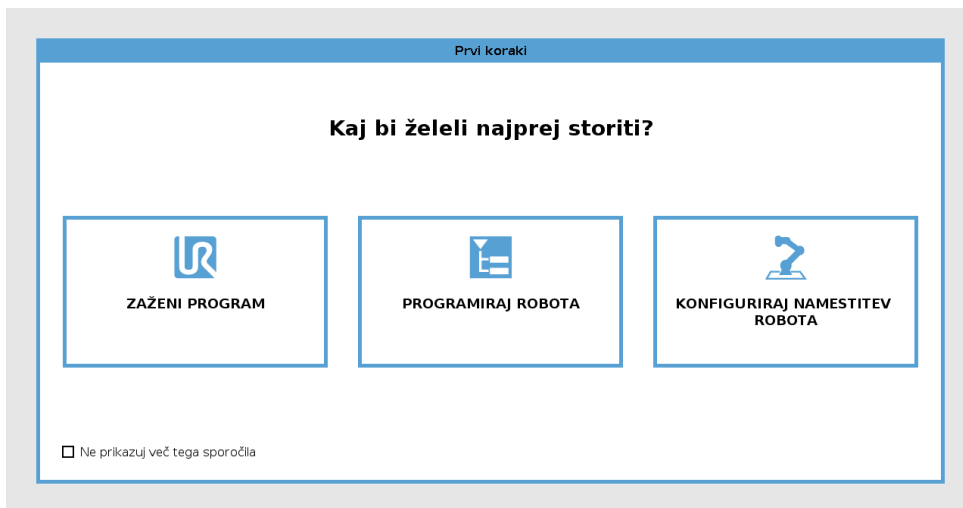 Prvi koraki
Kaj bi želeli najprej storiti?
UR
ZAŽENI PROGRAM
PROGRAMIRAJ ROBOTA
KONFIGURIRAJ NAMESTITEV
ROBOTA
Ne prikazuj več tega sporočila